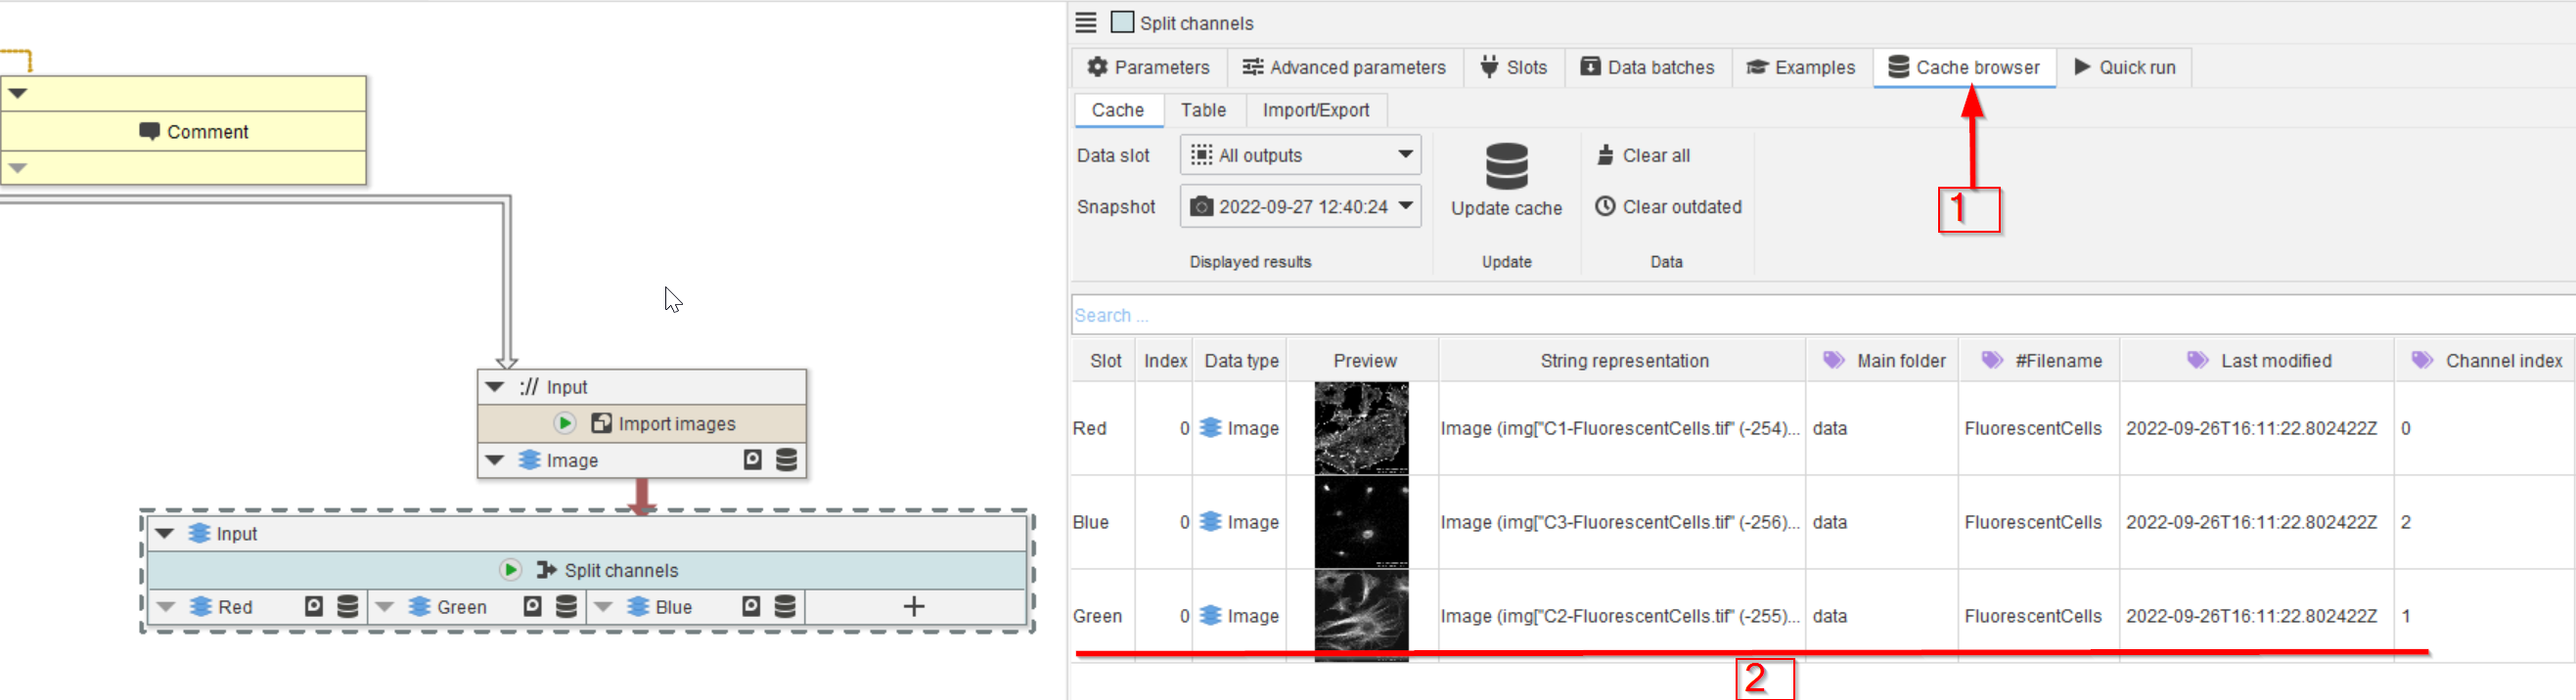 Comment
:// Input
Import images
Image
Input
Split channels
Red Green Blue +
Split channels
Parameters Advanced parameters Slots Data batches Examples Cache browser Quick run
Cache Table Import/Export
Data slot All outputs Update cache Clear all
Snapshot 2022-09-27 12:40:24 Clear outdated
Displayed results Update Data
1
Search ...
Slot Index Data type Preview String representation Main folder #Filename Last modified Channel index
Red 0 Image Image (img["C1-FluorescentCells.tif" (-254)... data FluorescentCells 2022-09-26T16:11:22.802422Z 0
Blue 0 Image Image (img["C3-FluorescentCells.tif" (-256)... data FluorescentCells 2022-09-26T16:11:22.802422Z 2
Green 0 Image Image (img["C2-FluorescentCells.tif" (-255)... data FluorescentCells 2022-09-26T16:11:22.802422Z 1
2